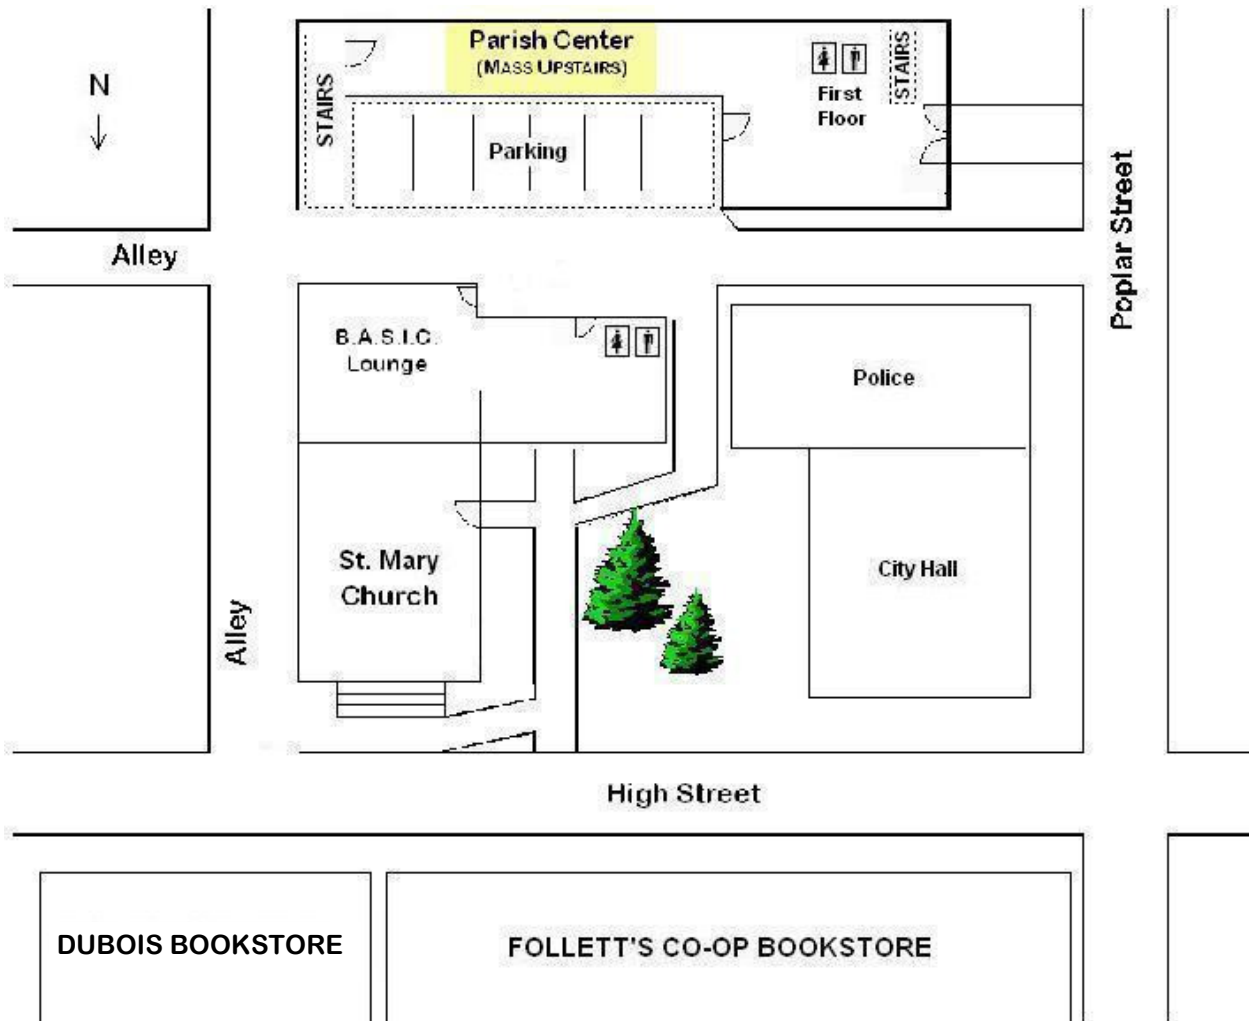 Parish Center
(MASS UPSTAIRS)
N
STAIRS
STAIRS
First
Floor
Parking
Poplar Street
Alley
B.A.S.I.C.
Lounge
Police
St. Mary
Church
City Hall
Alley
High Street
DUBOIS BOOKSTORE
FOLLETT'S CO-OP BOOKSTORE